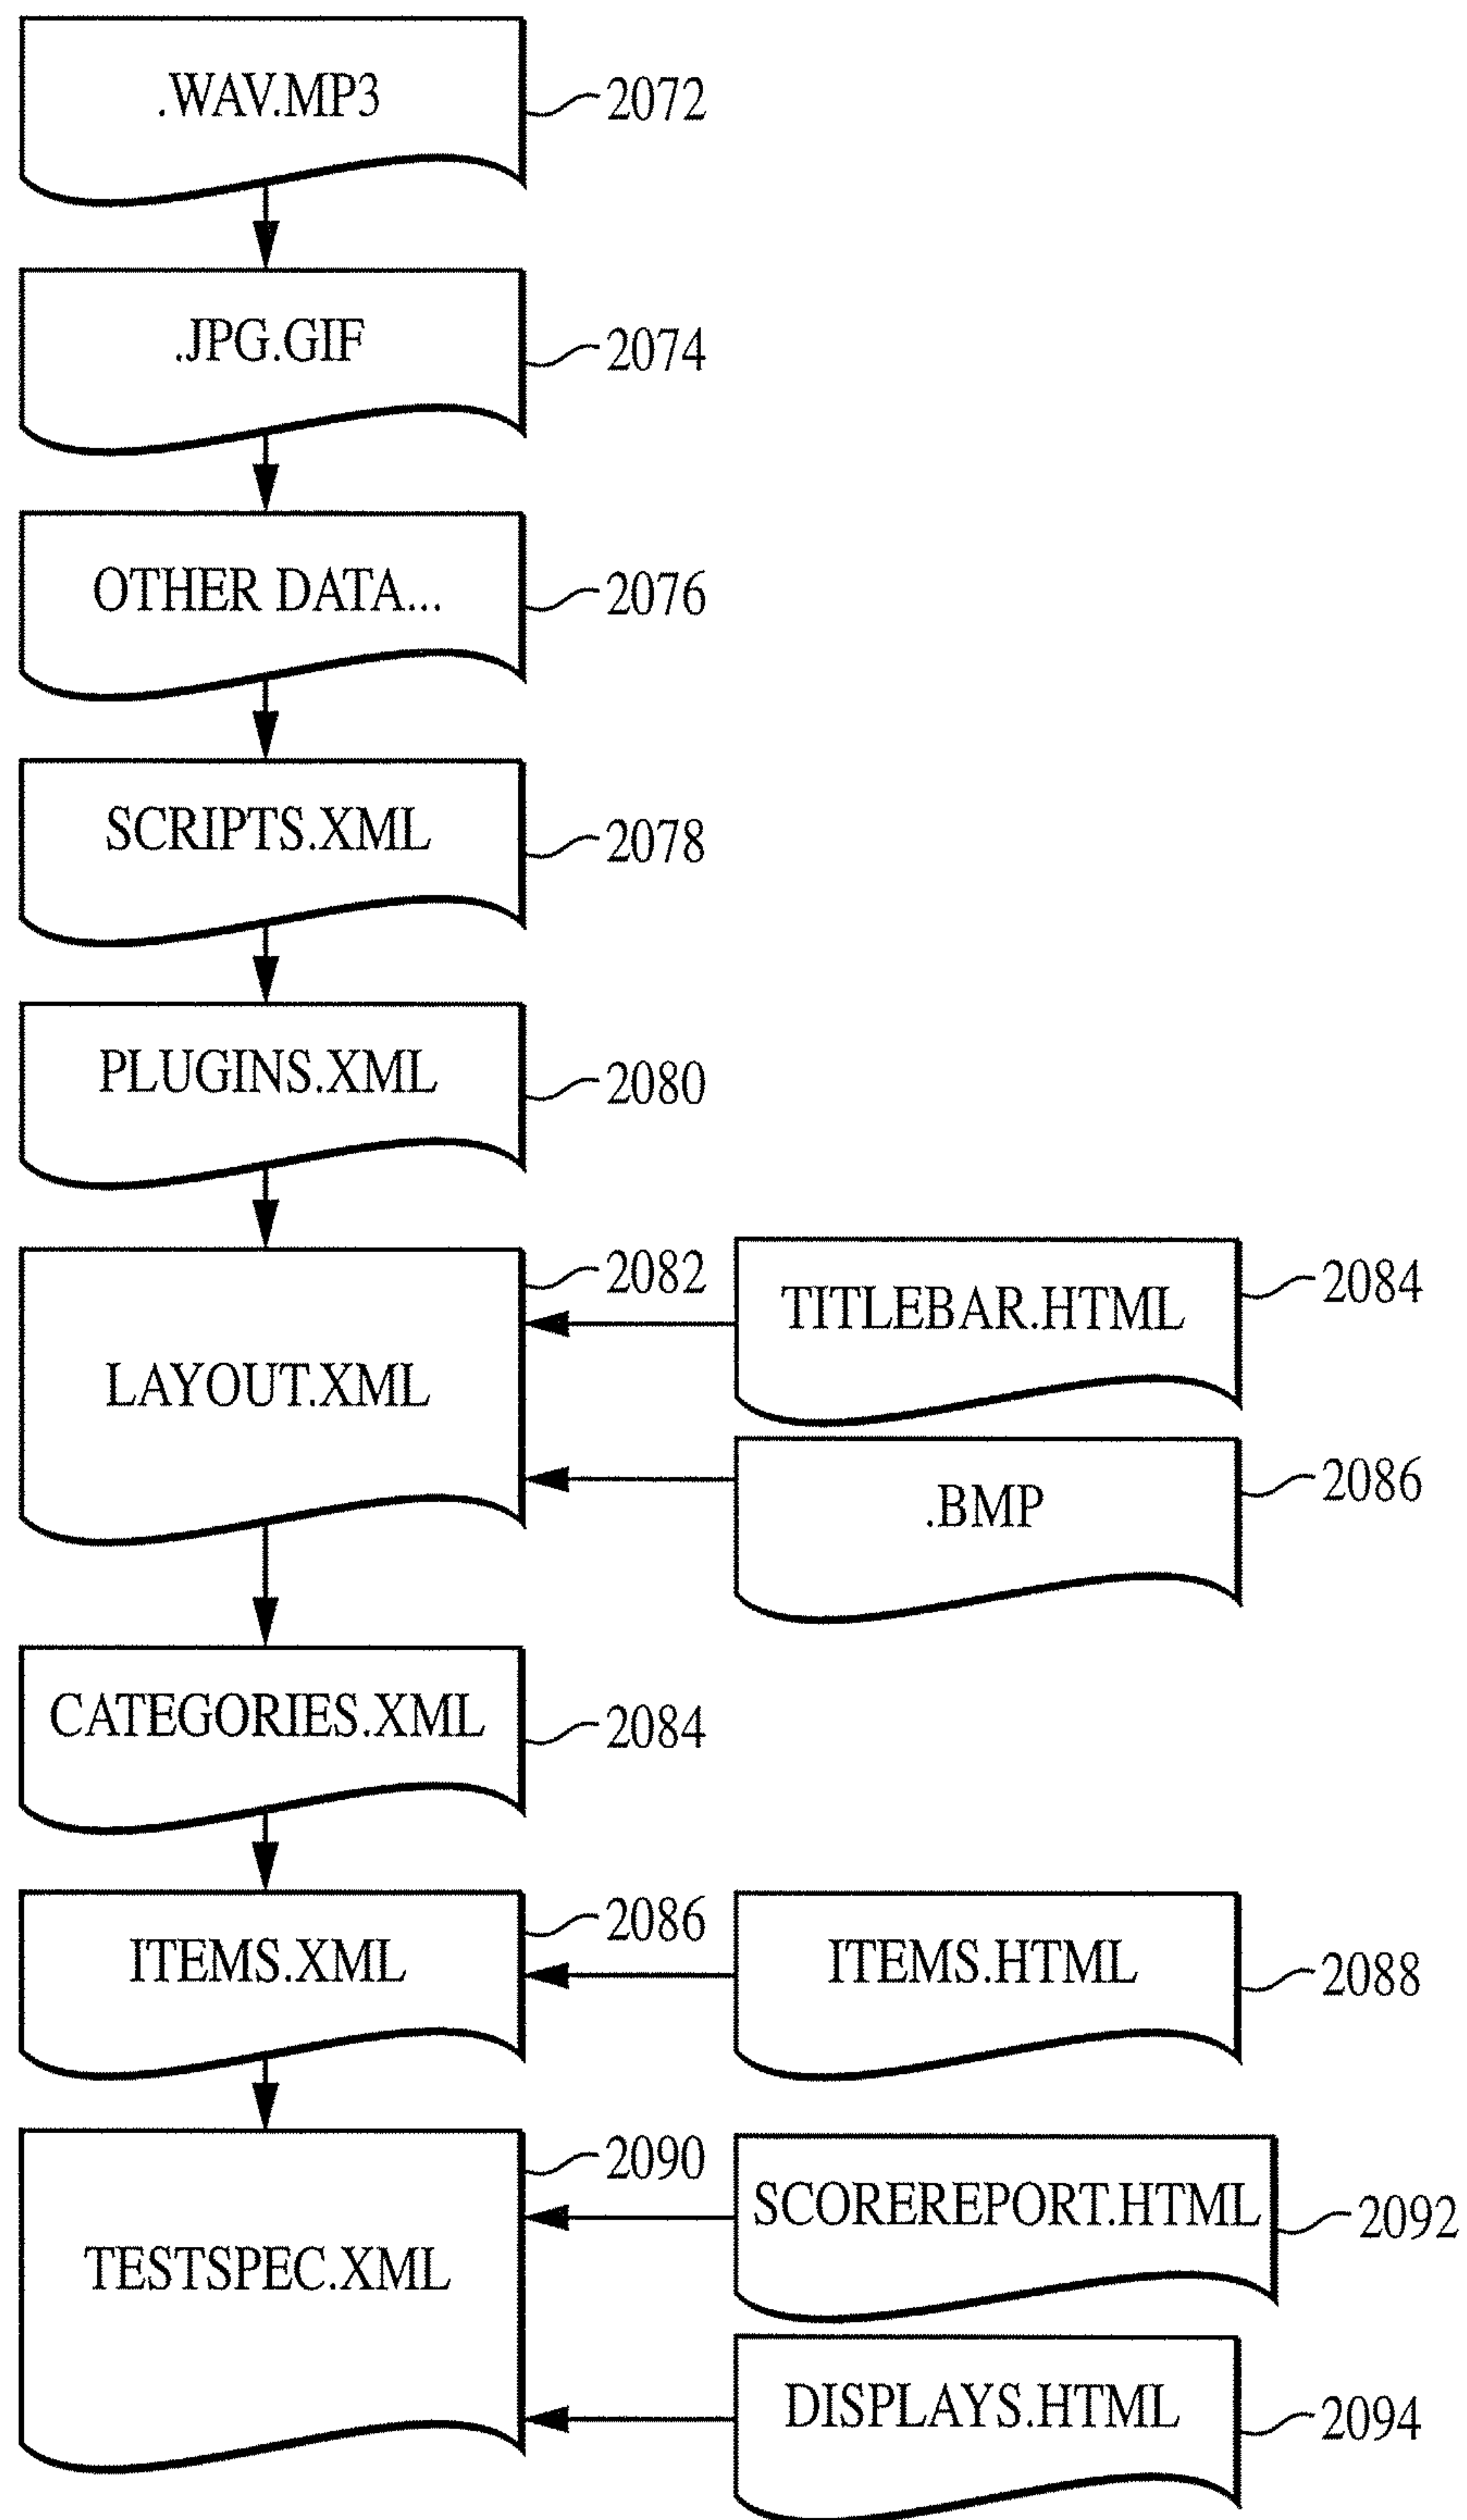 .WAV.MP3
2072
.JPG.GIF
2074
OTHER DATA...
2076
SCRIPTS.XML
2078
PLUGINS.XML
2080
2082
LAYOUT.XML
TITLEBAR.HTML
2084
.BMP
2086
CATEGORIES.XML
2084
ITEMS.XML
2086
ITEMS.HTML
2088
2090
TESTSPEC.XML
SCOREREPORT.HTML
2092
DISPLAYS.HTML
2094